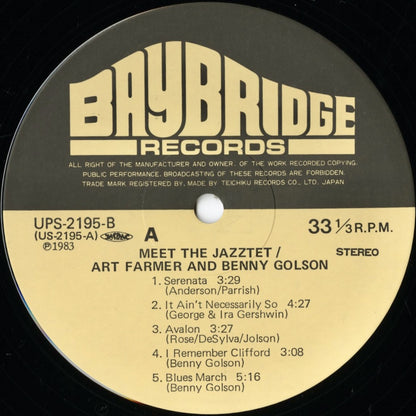 BAYBRIDGE
RECORDS
ALL RIGHT OF THE MANUFACTURER AND OWNER. OF THE WORK RECORDED COPYING.
PUBLIC PERFORMANCE. BROADCASTING OF THESE RECORDS ARE FORBIDDEN.
TRADE MARK REGISTERED BY. MADE BY TEICHIKU RECORDS CO., LTD. JAPAN
UPS-2195-B
(US-2195-A)
℗1983
A
33 1/3 R.P.M.
STEREO
MEET THE JAZZTET /
ART FARMER AND BENNY GOLSON
1. Serenata 3:29
(Anderson/Parrish)
2. It Ain't Necessarily So 4:27
(George & Ira Gershwin)
3. Avalon 3:27
(Rose/DeSylva/Jolson)
4. I Remember Clifford 3:08
(Benny Golson)
5. Blues March 5:16
(Benny Golson)